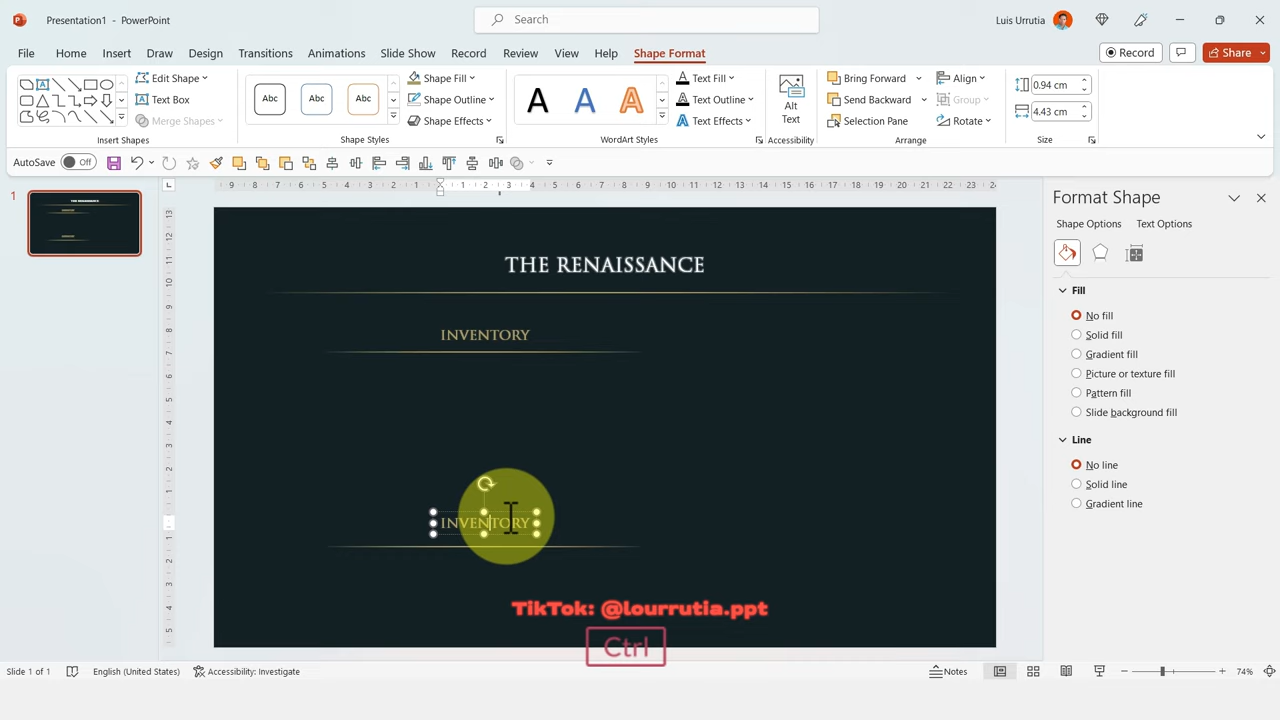 Presentation1 - PowerPoint
Search
Luis Urrutia
File Home Insert Draw Design Transitions Animations Slide Show Record Review View Help Shape Format
Record
Share
Edit Shape
Text Box
Merge Shapes
Insert Shapes
Abc Abc Abc
Shape Fill
Shape Outline
Shape Effects
Shape Styles
A A A
Text Fill
Text Outline
Text Effects
WordArt Styles
Alt
Text
Accessibility
Bring Forward
Send Backward
Selection Pane
Align
Group
Rotate
Arrange
0.94 cm
4.43 cm
Size
AutoSave Off
1
THE RENAISSANCE
INVENTORY
INVENTORY
TikTok: @lourrutia.ppt
Ctrl
Format Shape
Shape Options Text Options
Fill
No fill
Solid fill
Gradient fill
Picture or texture fill
Pattern fill
Slide background fill
Line
No line
Solid line
Gradient line
Slide 1 of 1
English (United States)
Accessibility: Investigate
Notes
74%